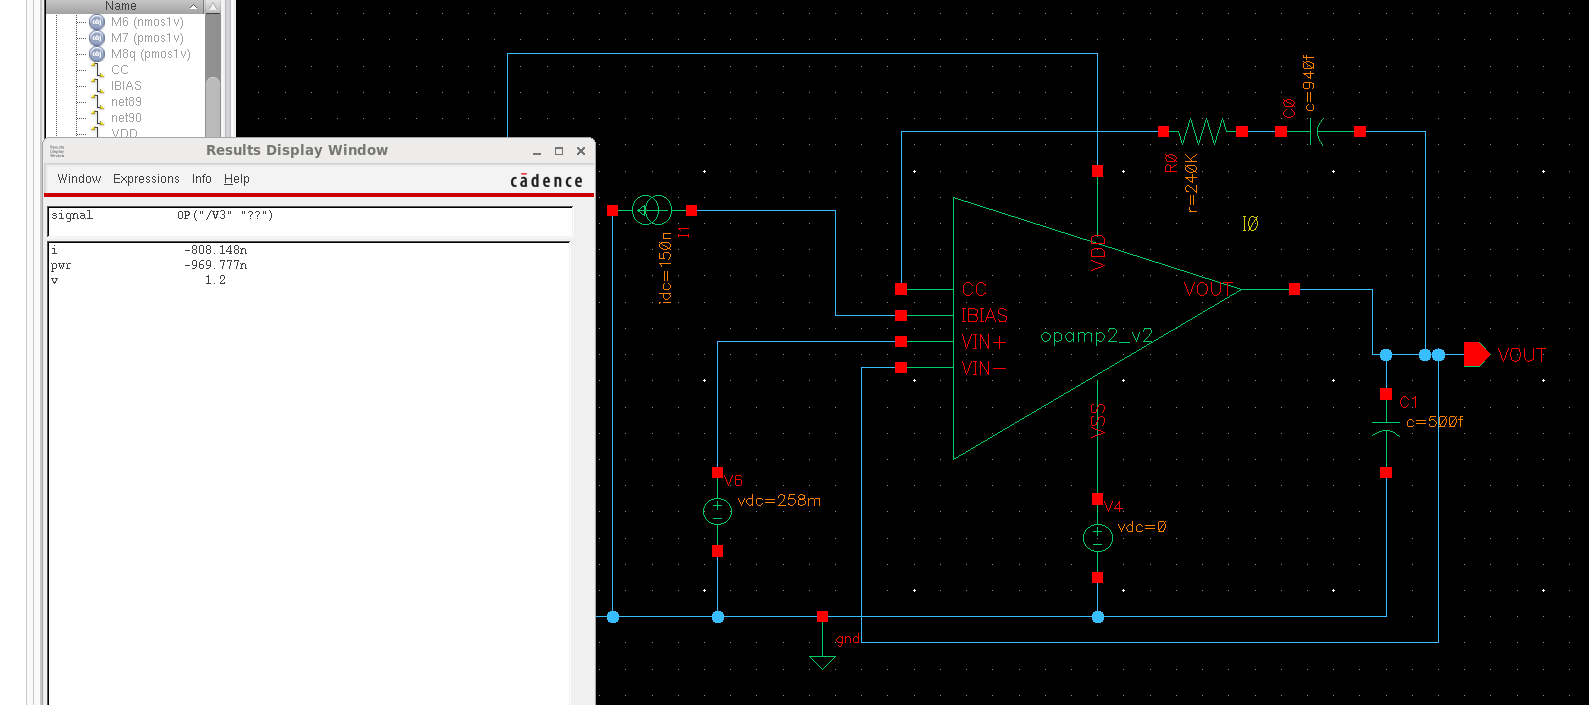 Name
M6 (nmos1v)
M7 (pmos1v)
M8q (pmos1v)
CC
IBIAS
net89
net90
VDD
Results Display Window
Window Expressions Info Help
cādence
signal OP("/V3" "??")
i -808.148n
pwr -969.777n
v 1.2
I1
idc=150n
R0
r=240K
C0
c=940f
I0
VDD
CC
IBIAS
VIN+
VIN-
VOUT
opamp2_v2
VSS
VOUT
C1
c=500f
V6
vdc=258m
V4
vdc=0
gnd